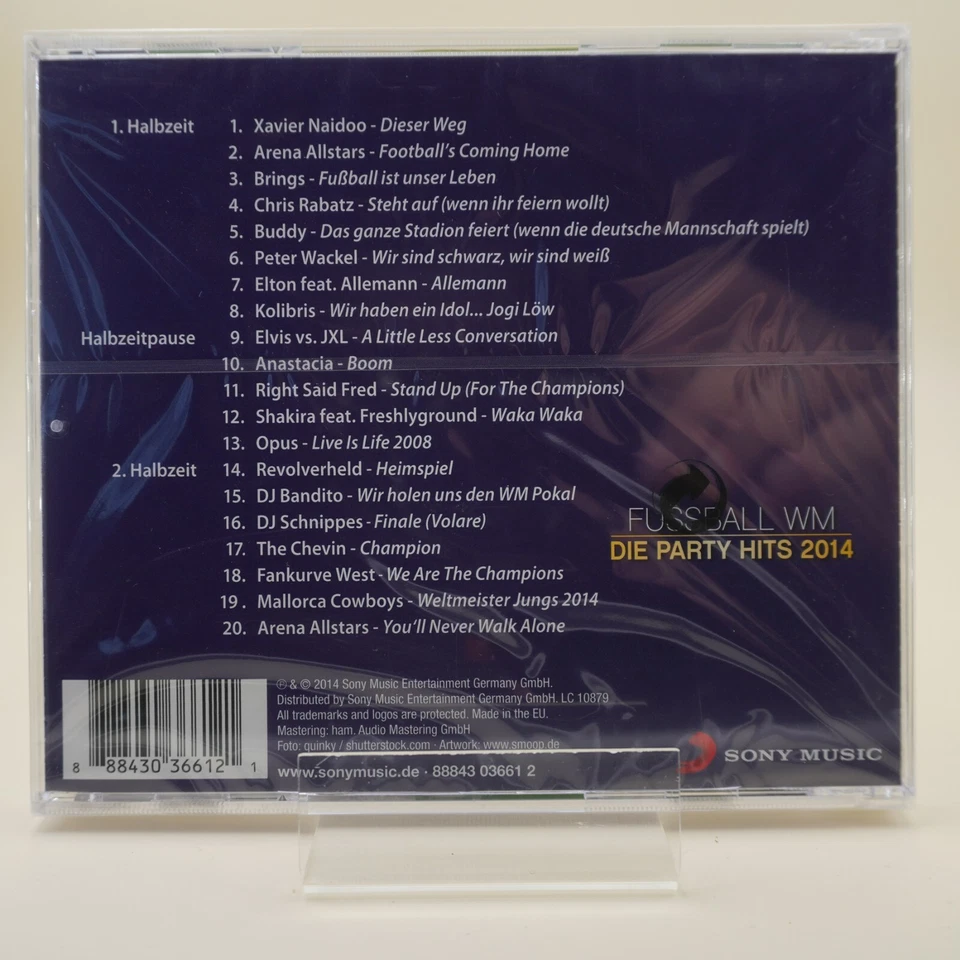 1. Halbzeit 1. Xavier Naidoo - Dieser Weg
2. Arena Allstars - Football's Coming Home
3. Brings - Fußball ist unser Leben
4. Chris Rabatz - Steht auf (wenn ihr feiern wollt)
5. Buddy - Das ganze Stadion feiert (wenn die deutsche Mannschaft spielt)
6. Peter Wackel - Wir sind schwarz, wir sind weiß
7. Elton feat. Allemann - Allemann
8. Kolibris - Wir haben ein Idol... Jogi Löw
Halbzeitpause 9. Elvis vs. JXL - A Little Less Conversation
10. Anastacia - Boom
11. Right Said Fred - Stand Up (For The Champions)
12. Shakira feat. Freshlyground - Waka Waka
13. Opus - Live Is Life 2008
2. Halbzeit 14. Revolverheld - Heimspiel
15. DJ Bandito - Wir holen uns den WM Pokal
16. DJ Schnippes - Finale (Volare)
17. The Chevin - Champion
18. Fankurve West - We Are The Champions
19. Mallorca Cowboys - Weltmeister Jungs 2014
20. Arena Allstars - You'll Never Walk Alone
FUSSBALL WM
DIE PARTY HITS 2014
℗ & © 2014 Sony Music Entertainment Germany GmbH.
Distributed by Sony Music Entertainment Germany GmbH. LC 10879
All trademarks and logos are protected. Made in the EU.
Mastering: ham. Audio Mastering GmbH
Foto: quinky / shutterstock.com · Artwork: www.smoop.de
www.sonymusic.de · 88843 03661 2
8 88430 36612 1
SONY MUSIC